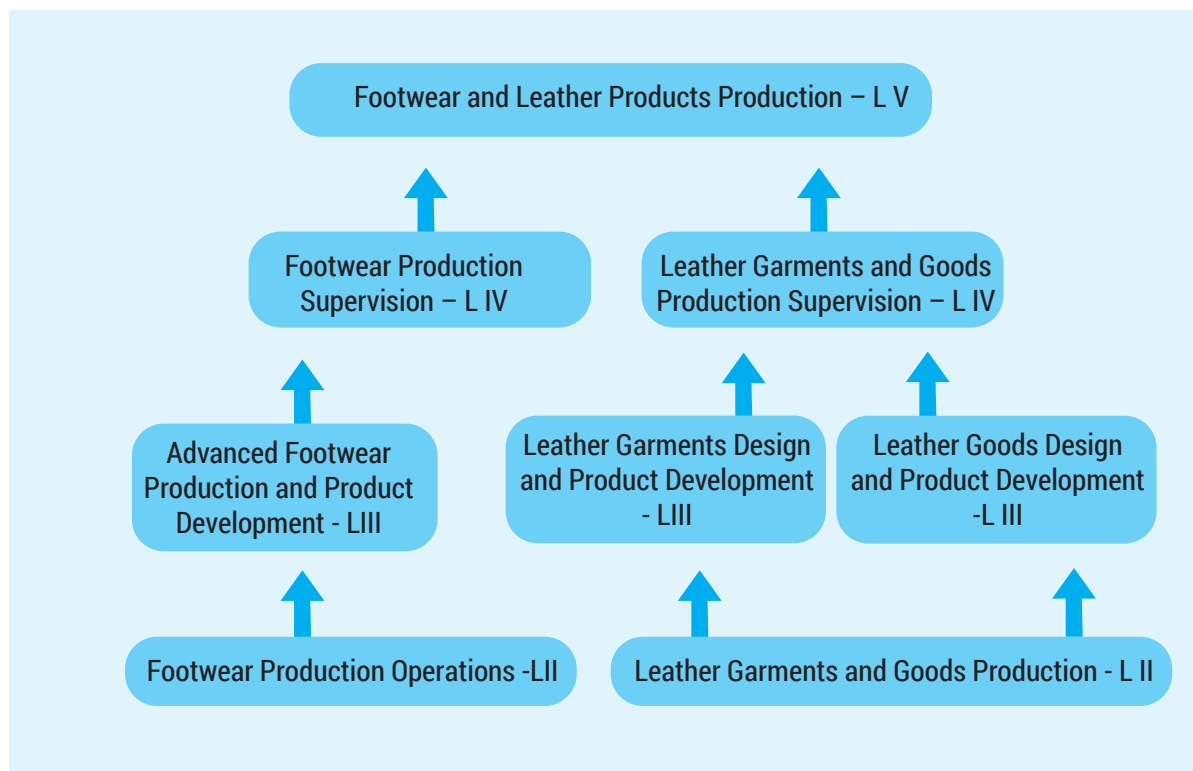 Footwear and Leather Products Production – L V
Footwear Production
Supervision – L IV
Leather Garments and Goods
Production Supervision – L IV
Advanced Footwear
Production and Product
Development - LIII
Leather Garments Design
and Product Development
- LIII
Leather Goods Design
and Product Development
-L III
Footwear Production Operations -LII
Leather Garments and Goods Production - L II